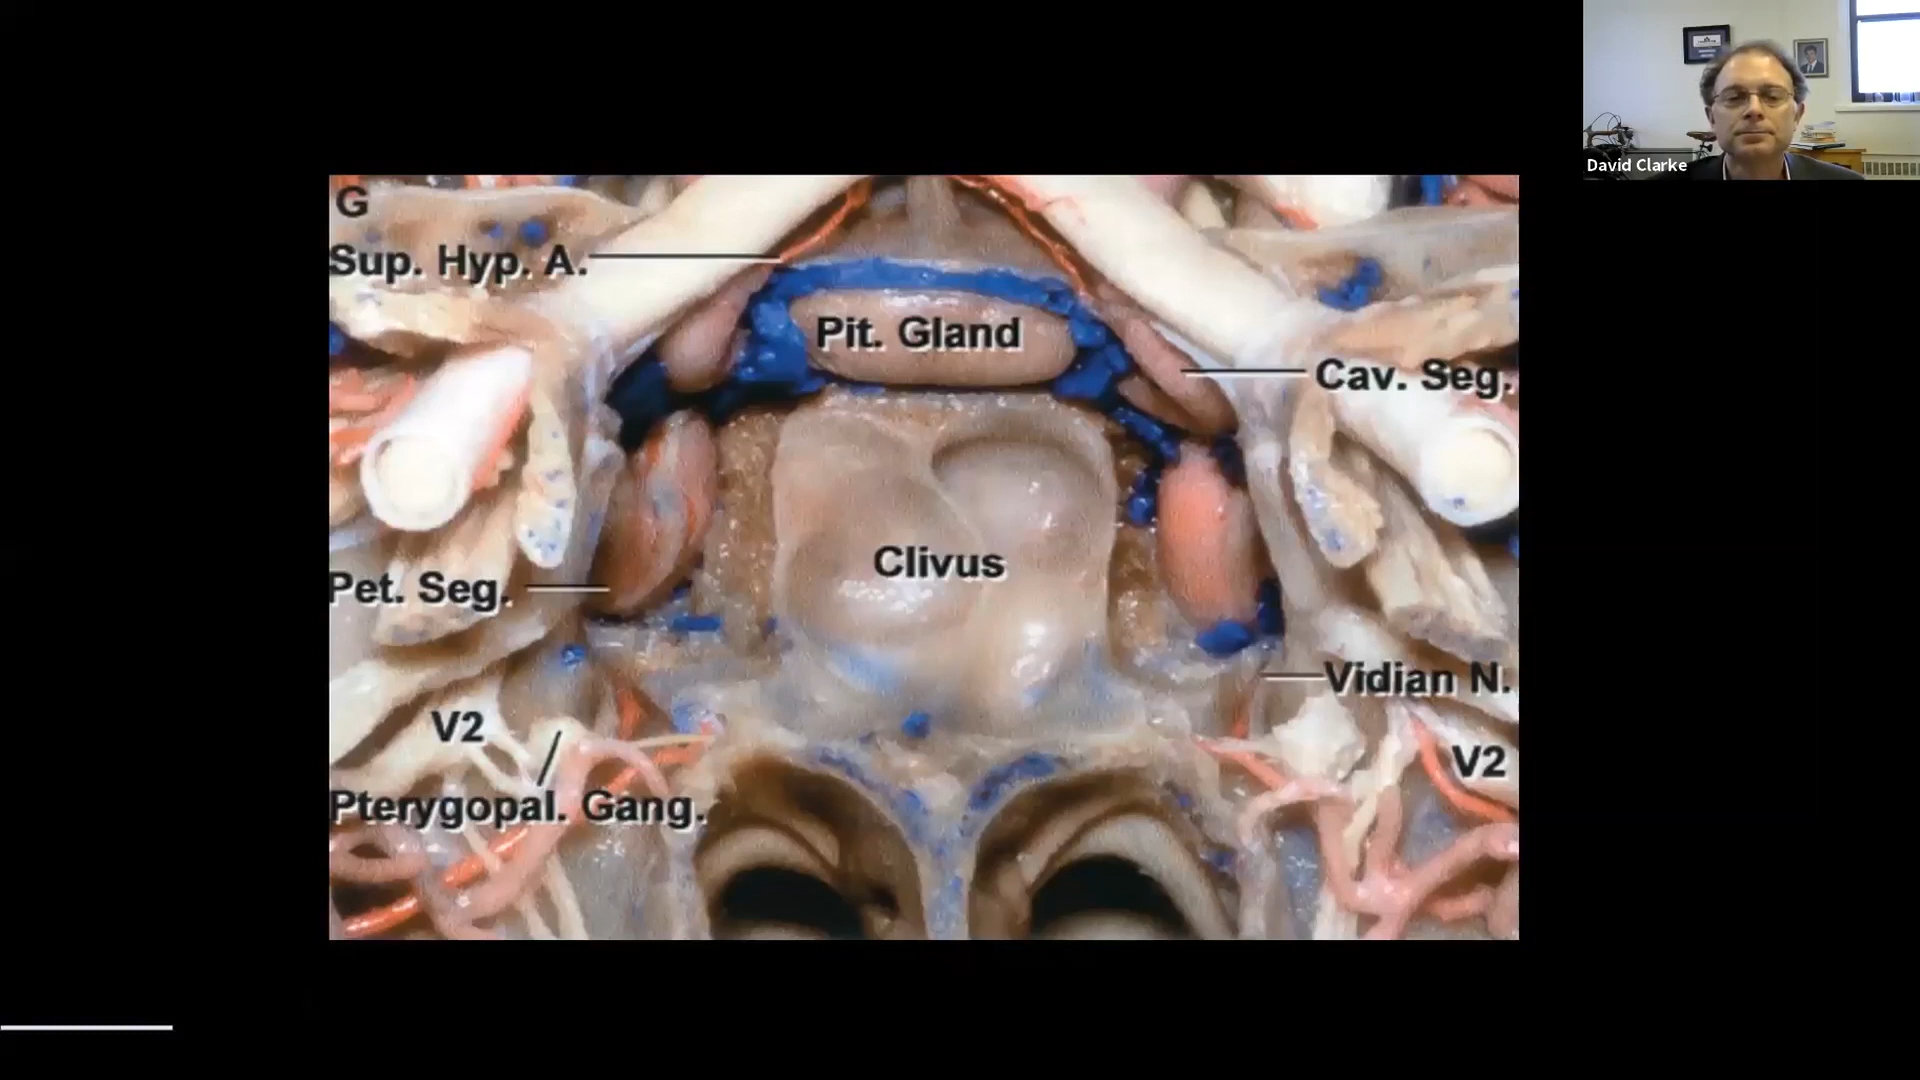 David Clarke
G
Sup. Hyp. A.
Pit. Gland
Cav. Seg.
Clivus
Pet. Seg.
Vidian N.
V2
V2
Pterygopal. Gang.